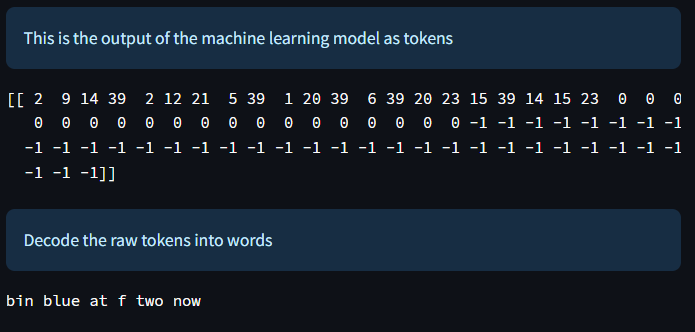 This is the output of the machine learning model as tokens
[[ 2 9 14 39 2 12 21 5 39 1 20 39 6 39 20 23 15 39 14 15 23 0 0 0
0 0 0 0 0 0 0 0 0 0 0 0 0 0 0 0 -1 -1 -1 -1 -1 -1 -1 -1
-1 -1 -1 -1 -1 -1 -1 -1 -1 -1 -1 -1 -1 -1 -1 -1 -1 -1 -1 -1 -1 -1 -1 -1
-1 -1 -1]]
Decode the raw tokens into words
bin blue at f two now